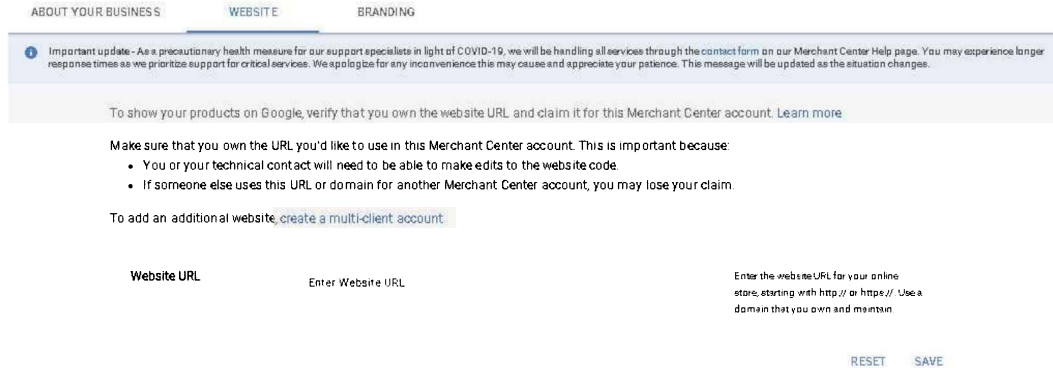 ABOUT YOUR BUSINESS WEBSITE BRANDING
Important update - As a precautionary health measure for our support specialists in light of COVID-19, we will be handling all services through the contact form on our Merchant Center Help page. You may experience longer
response times as we prioritize support for critical services. We apologize for any inconvenience this may cause and appreciate your patience. This message will be updated as the situation changes.
To show your products on Google, verify that you own the website URL and claim it for this Merchant Center account. Learn more
Make sure that you own the URL you'd like to use in this Merchant Center account. This is important because:
• You or your technical contact will need to be able to make edits to the website code.
• If someone else uses this URL or domain for another Merchant Center account, you may lose your claim.
To add an additional website, create a multi-client account
Website URL Enter Website URL Enter the website URL for your online
store, starting with http:// or https://. Use a
domain that you own and maintain
RESET SAVE